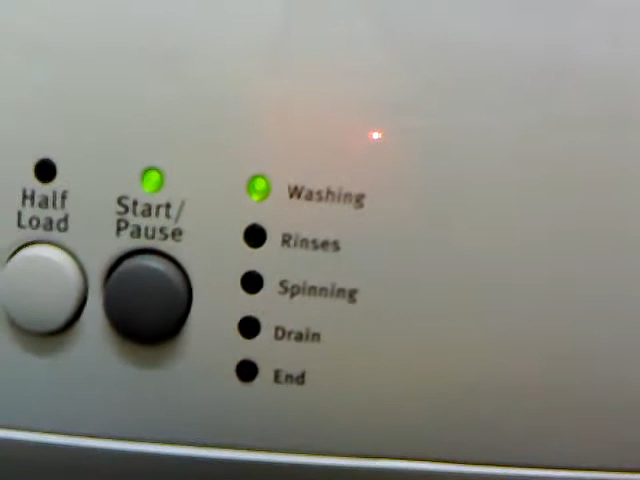 Half
Load
Start/
Pause
Washing
Rinses
Spinning
Drain
End